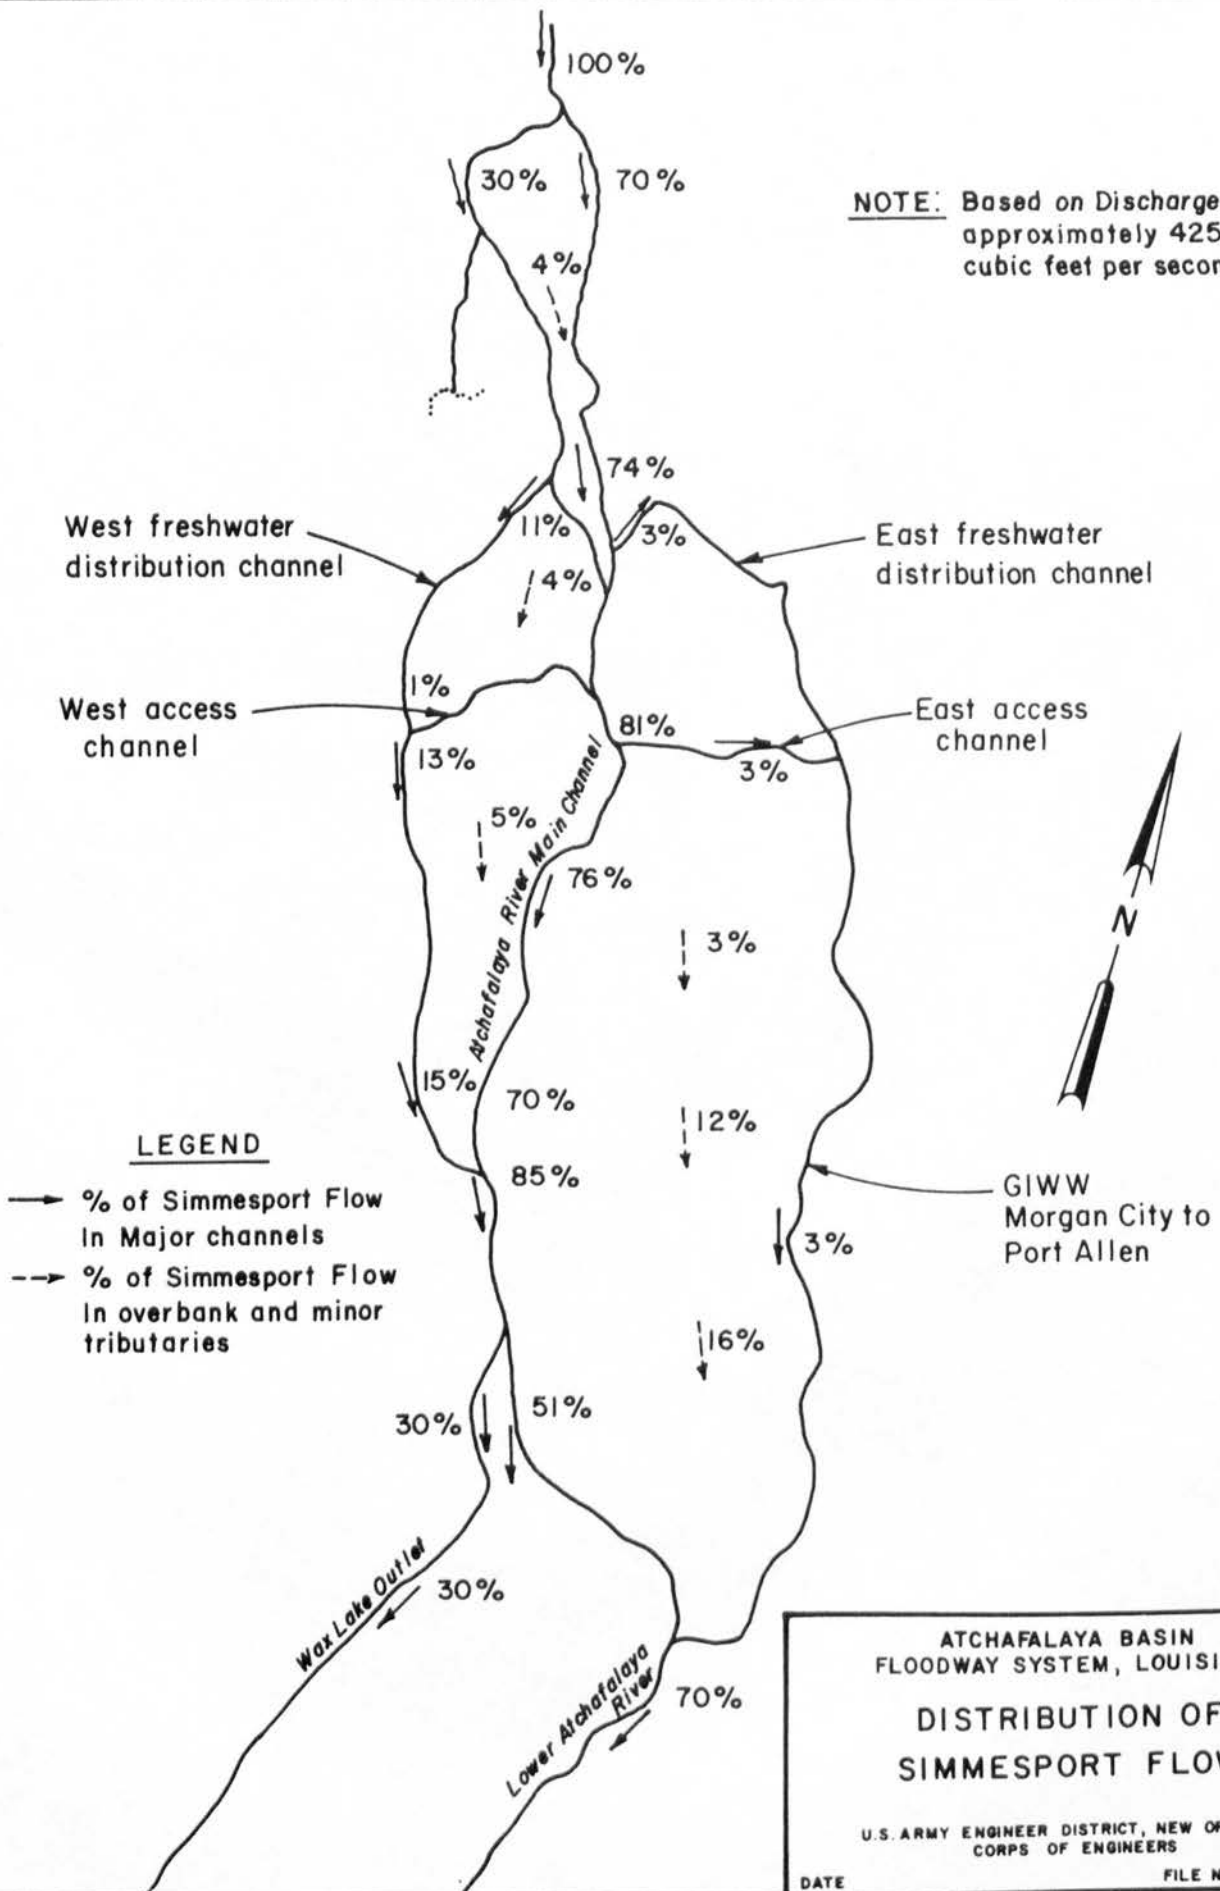 100%
30%
70%
NOTE: Based on Discharge
approximately 425
cubic feet per secon
4%
74%
West freshwater
distribution channel
11%
3%
East freshwater
distribution channel
4%
1%
West access
channel
81%
East access
channel
13%
3%
5%
Atchafalaya River Main Channel
76%
3%
N
15%
70%
12%
LEGEND
85%
% of Simmesport Flow
In Major channels
GIWW
Morgan City to
Port Allen
3%
% of Simmesport Flow
In overbank and minor
tributaries
16%
30%
51%
Wax Lake Outlet
30%
Lower Atchafalaya
River
70%
ATCHAFALAYA BASIN
FLOODWAY SYSTEM, LOUISI
DISTRIBUTION OF
SIMMESPORT FLO
U.S. ARMY ENGINEER DISTRICT, NEW OR
CORPS OF ENGINEERS
DATE
FILE N